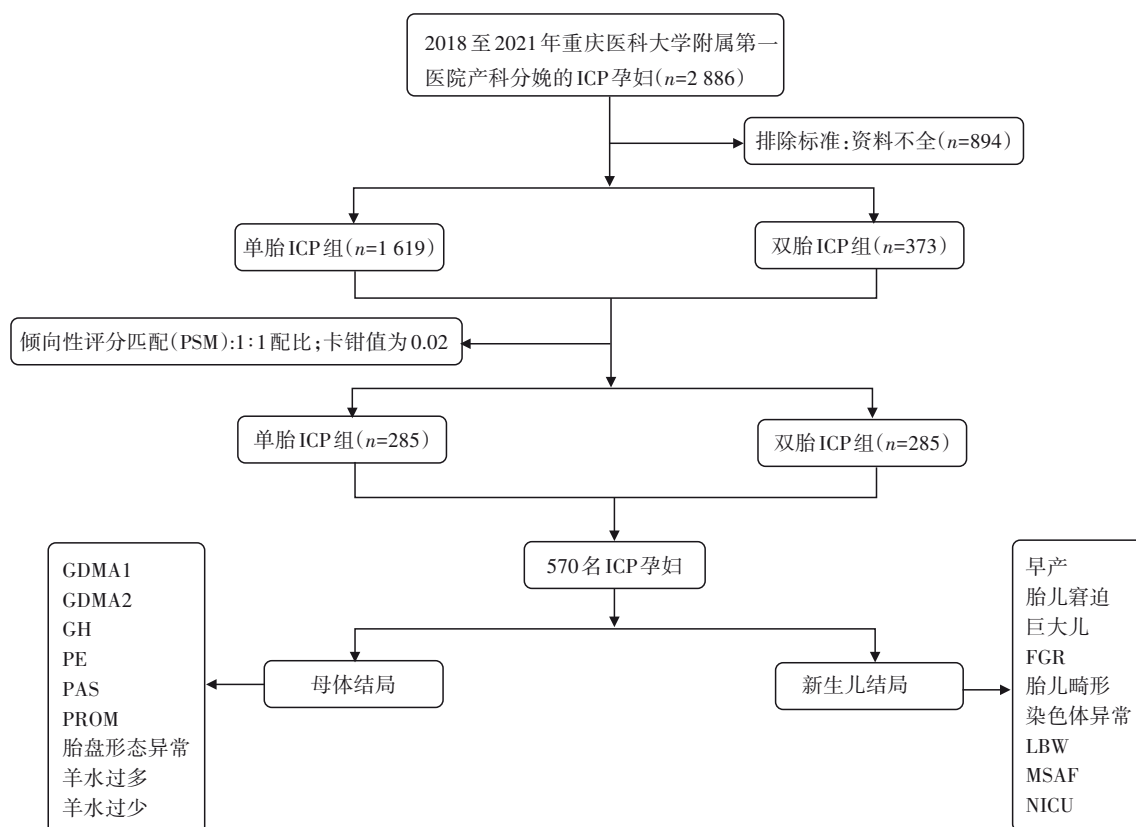 2018至2021年重庆医科大学附属第一
医院产科分娩的ICP孕妇(n=2 886)
排除标准:资料不全(n=894)
单胎ICP组(n=1 619)
双胎ICP组(n=373)
倾向性评分匹配(PSM):1∶1配比;卡钳值为0.02
单胎ICP组(n=285)
双胎ICP组(n=285)
570名ICP孕妇
GDMA1
GDMA2
GH
PE
PAS
PROM
胎盘形态异常
羊水过多
羊水过少
母体结局
新生儿结局
早产
胎儿窘迫
巨大儿
FGR
胎儿畸形
染色体异常
LBW
MSAF
NICU